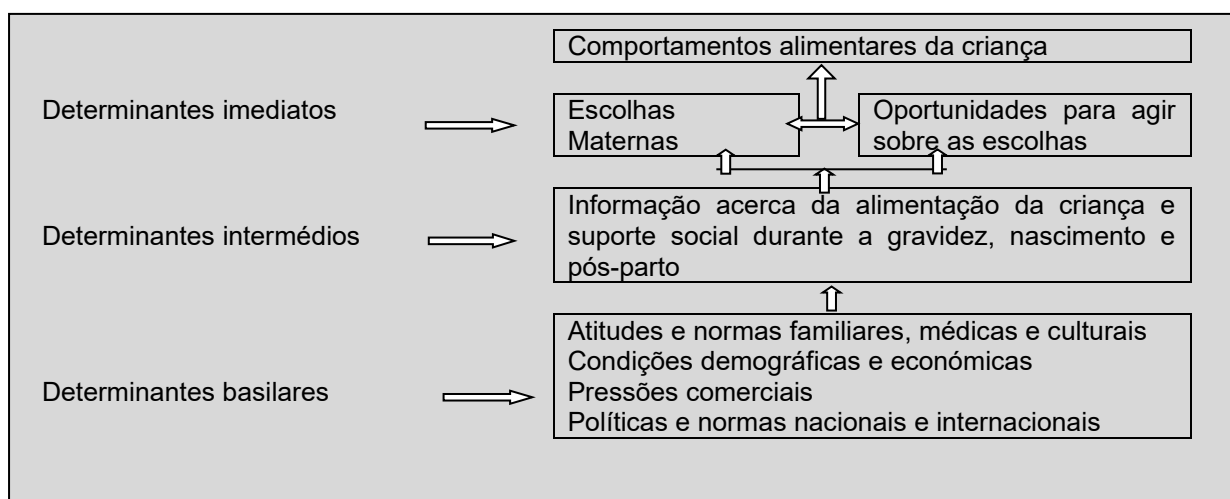 Comportamentos alimentares da criança
Determinantes imediatos
Escolhas
Maternas
Oportunidades para agir
sobre as escolhas
Determinantes intermédios
Informação acerca da alimentação da criança e
suporte social durante a gravidez, nascimento e
pós-parto
Determinantes basilares
Atitudes e normas familiares, médicas e culturais
Condições demográficas e económicas
Pressões comerciais
Políticas e normas nacionais e internacionais